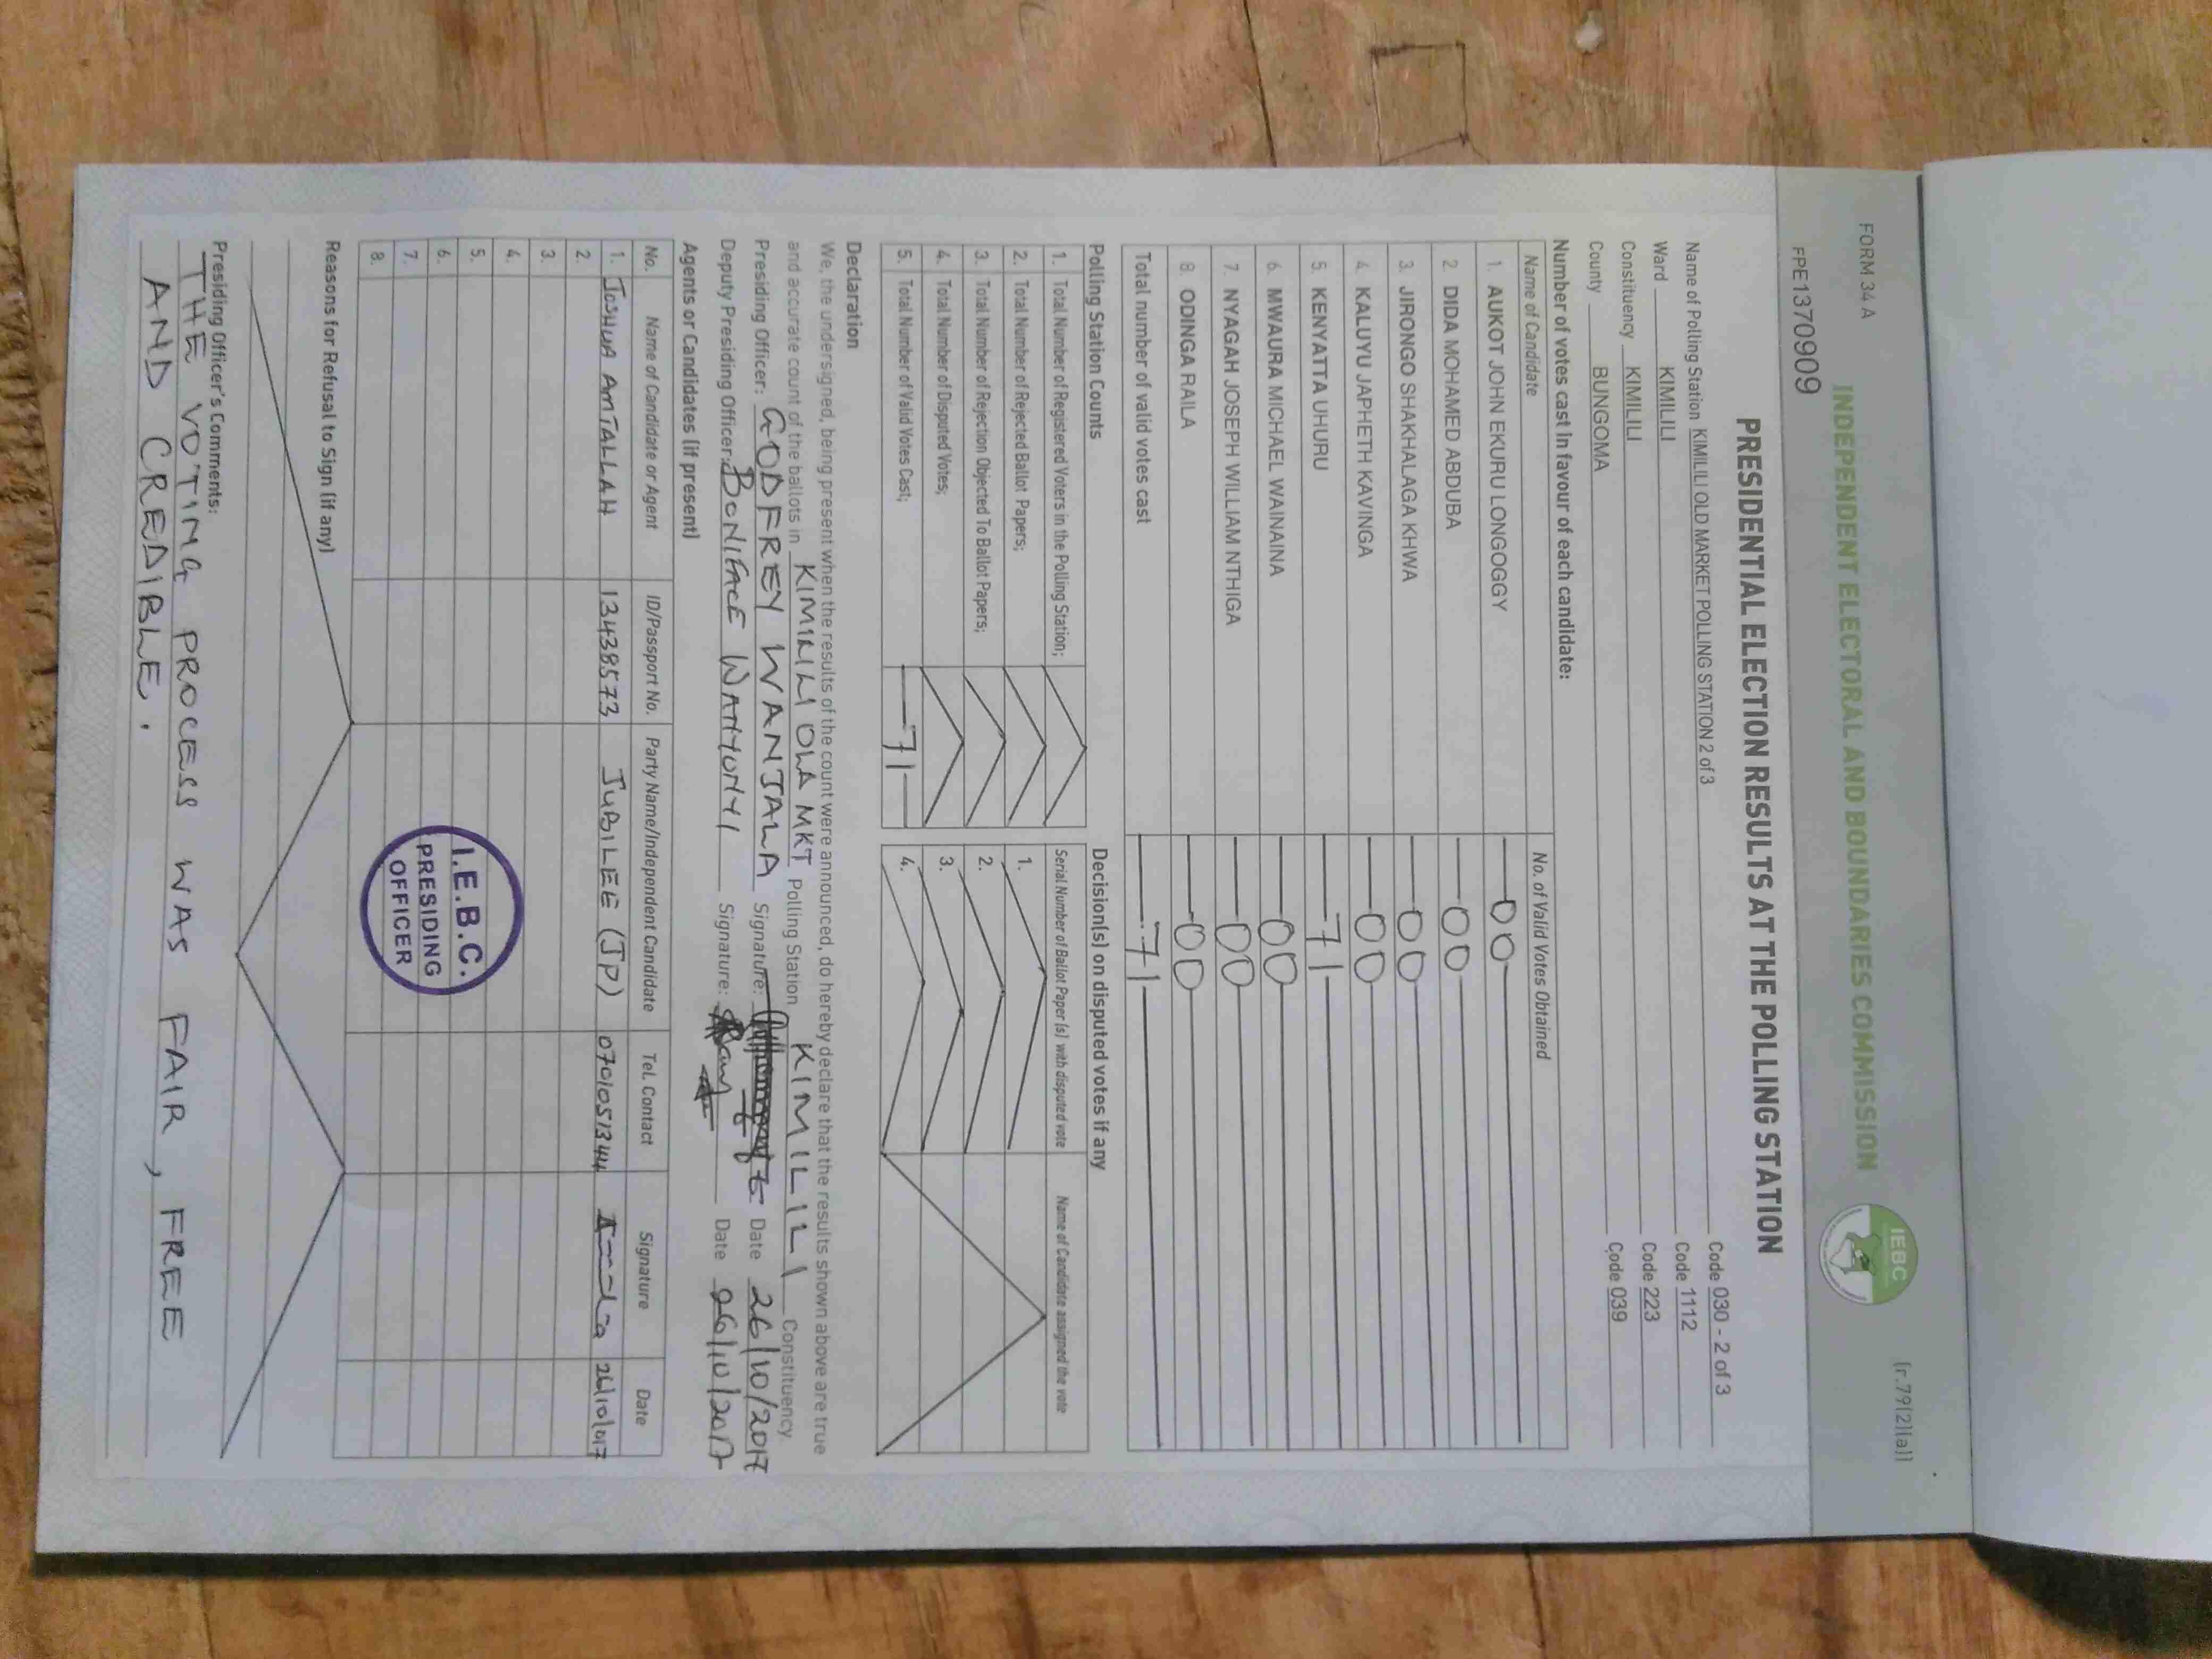 FORM 34 A
(r.79(2)(a))
INDEPENDENT ELECTORAL AND BOUNDARIES COMMISSION
IEBC
FPE1370909
PRESIDENTIAL ELECTION RESULTS AT THE POLLING STATION
Name of Polling Station KIMILILI OLD MARKET POLLING STATION 2 of 3 Code 030 - 2 of 3
Ward KIMILILI Code 1112
Constituency KIMILILI Code 223
County BUNGOMA Code 039
Number of votes cast in favour of each candidate:
Name of Candidate No. of Valid Votes Obtained
1. AUKOT JOHN EKURU LONGOGGY 00
2. DIDA MOHAMED ABDUBA 00
3. JIRONGO SHAKHALAGA KHWA 00
4. KALUYU JAPHETH KAVINGA 00
5. KENYATTA UHURU 71
6. MWAURA MICHAEL WAINAINA 00
7. NYAGAH JOSEPH WILLIAM NTHIGA 00
8. ODINGA RAILA 00
Total number of valid votes cast 71
Polling Station Counts
1. Total Number of Registered Voters in the Polling Station;
2. Total Number of Rejected Ballot Papers;
3. Total Number of Rejection Objected To Ballot Papers;
4. Total Number of Disputed Votes;
5. Total Number of Valid Votes Cast; 71
Decision(s) on disputed votes if any
Serial Number of Ballot Paper (s) with disputed vote Name of Candidate assigned the vote
1.
2.
3.
4.
Declaration
We, the undersigned, being present when the results of the count were announced, do hereby declare that the results shown above are true
and accurate count of the ballots in KIMILILI OLD MKT Polling Station KIMILILI Constituency.
Presiding Officer: GODFREY WANJALA Signature: Date 26/10/2017
Deputy Presiding Officer: BONIFACE WANYONYI Signature: Date 26/10/2017
Agents or Candidates (if present)
No. Name of Candidate or Agent ID/Passport No. Party Name/Independent Candidate Tel. Contact Signature Date
1. JOSHUA AMTALLAH 13438573 JUBILEE (JP) 0701051344 26/10/017
2.
3.
4.
5.
6.
7.
8.
I.E.B.C.
PRESIDING
OFFICER
Reasons for Refusal to Sign (if any)
Presiding Officer's Comments:
THE VOTING PROCESS WAS FAIR, FREE
AND CREDIBLE.